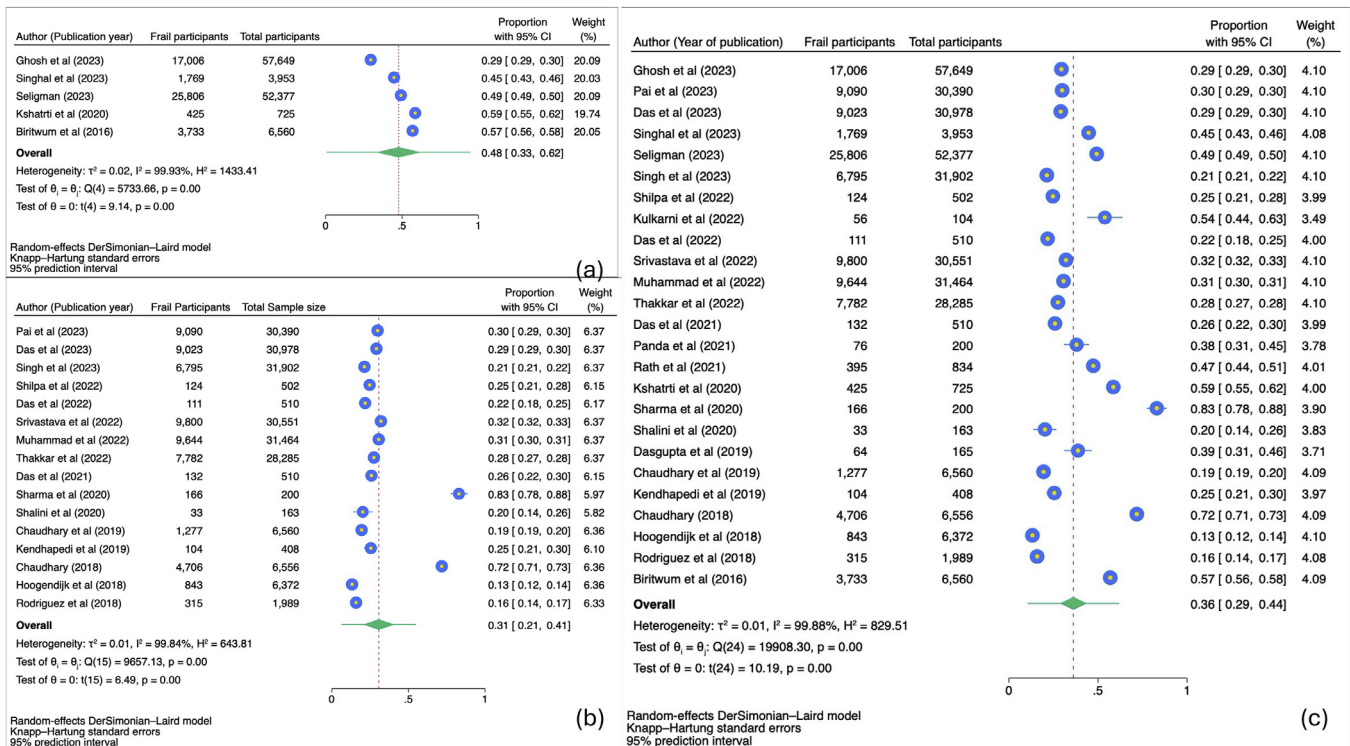 Proportion Weight
Author (Publication year) Frail participants Total participants with 95% CI (%)
Ghosh et al (2023) 17,006 57,649 0.29 [ 0.29, 0.30] 20.09
Singhal et al (2023) 1,769 3,953 0.45 [ 0.43, 0.46] 20.03
Seligman (2023) 25,806 52,377 0.49 [ 0.49, 0.50] 20.09
Kshatrti et al (2020) 425 725 0.59 [ 0.55, 0.62] 19.74
Biritwum et al (2016) 3,733 6,560 0.57 [ 0.56, 0.58] 20.05
Overall 0.48 [ 0.33, 0.62]
Heterogeneity: τ² = 0.02, I² = 99.93%, H² = 1433.41
Test of θi = θj: Q(4) = 5733.66, p = 0.00
Test of θ = 0: t(4) = 9.14, p = 0.00
0 .5 1
Random-effects DerSimonian–Laird model
Knapp–Hartung standard errors
95% prediction interval
(a)
Proportion Weight
Author (Publication year) Frail Participants Total Sample size with 95% CI (%)
Pai et al (2023) 9,090 30,390 0.30 [ 0.29, 0.30] 6.37
Das et al (2023) 9,023 30,978 0.29 [ 0.29, 0.30] 6.37
Singh et al (2023) 6,795 31,902 0.21 [ 0.21, 0.22] 6.37
Shilpa et al (2022) 124 502 0.25 [ 0.21, 0.28] 6.15
Das et al (2022) 111 510 0.22 [ 0.18, 0.25] 6.17
Srivastava et al (2022) 9,800 30,551 0.32 [ 0.32, 0.33] 6.37
Muhammad et al (2022) 9,644 31,464 0.31 [ 0.30, 0.31] 6.37
Thakkar et al (2022) 7,782 28,285 0.28 [ 0.27, 0.28] 6.37
Das et al (2021) 132 510 0.26 [ 0.22, 0.30] 6.15
Sharma et al (2020) 166 200 0.83 [ 0.78, 0.88] 5.97
Shalini et al (2020) 33 163 0.20 [ 0.14, 0.26] 5.82
Chaudhary et al (2019) 1,277 6,560 0.19 [ 0.19, 0.20] 6.36
Kendhapedi et al (2019) 104 408 0.25 [ 0.21, 0.30] 6.10
Chaudhary (2018) 4,706 6,556 0.72 [ 0.71, 0.73] 6.36
Hoogendijk et al (2018) 843 6,372 0.13 [ 0.12, 0.14] 6.36
Rodriguez et al (2018) 315 1,989 0.16 [ 0.14, 0.17] 6.33
Overall 0.31 [ 0.21, 0.41]
Heterogeneity: τ² = 0.01, I² = 99.84%, H² = 643.81
Test of θi = θj: Q(15) = 9657.13, p = 0.00
Test of θ = 0: t(15) = 6.49, p = 0.00
0 .5 1
Random-effects DerSimonian–Laird model
Knapp–Hartung standard errors
95% prediction interval
(b)
Proportion Weight
Author (Year of publication) Frail participants Total participants with 95% CI (%)
Ghosh et al (2023) 17,006 57,649 0.29 [ 0.29, 0.30] 4.10
Pai et al (2023) 9,090 30,390 0.30 [ 0.29, 0.30] 4.10
Das et al (2023) 9,023 30,978 0.29 [ 0.29, 0.30] 4.10
Singhal et al (2023) 1,769 3,953 0.45 [ 0.43, 0.46] 4.08
Seligman (2023) 25,806 52,377 0.49 [ 0.49, 0.50] 4.10
Singh et al (2023) 6,795 31,902 0.21 [ 0.21, 0.22] 4.10
Shilpa et al (2022) 124 502 0.25 [ 0.21, 0.28] 3.99
Kulkarni et al (2022) 56 104 0.54 [ 0.44, 0.63] 3.49
Das et al (2022) 111 510 0.22 [ 0.18, 0.25] 4.00
Srivastava et al (2022) 9,800 30,551 0.32 [ 0.32, 0.33] 4.10
Muhammad et al (2022) 9,644 31,464 0.31 [ 0.30, 0.31] 4.10
Thakkar et al (2022) 7,782 28,285 0.28 [ 0.27, 0.28] 4.10
Das et al (2021) 132 510 0.26 [ 0.22, 0.30] 3.99
Panda et al (2021) 76 200 0.38 [ 0.31, 0.45] 3.78
Rath et al (2021) 395 834 0.47 [ 0.44, 0.51] 4.01
Kshatrti et al (2020) 425 725 0.59 [ 0.55, 0.62] 4.00
Sharma et al (2020) 166 200 0.83 [ 0.78, 0.88] 3.90
Shalini et al (2020) 33 163 0.20 [ 0.14, 0.26] 3.83
Dasgupta et al (2019) 64 165 0.39 [ 0.31, 0.46] 3.71
Chaudhary et al (2019) 1,277 6,560 0.19 [ 0.19, 0.20] 4.09
Kendhapedi et al (2019) 104 408 0.25 [ 0.21, 0.30] 3.97
Chaudhary (2018) 4,706 6,556 0.72 [ 0.71, 0.73] 4.09
Hoogendijk et al (2018) 843 6,372 0.13 [ 0.12, 0.14] 4.10
Rodriguez et al (2018) 315 1,989 0.16 [ 0.14, 0.17] 4.08
Biritwum et al (2016) 3,733 6,560 0.57 [ 0.56, 0.58] 4.09
Overall 0.36 [ 0.29, 0.44]
Heterogeneity: τ² = 0.01, I² = 99.88%, H² = 829.51
Test of θi = θj: Q(24) = 19908.30, p = 0.00
Test of θ = 0: t(24) = 10.19, p = 0.00
0 .5 1
Random-effects DerSimonian–Laird model
Knapp–Hartung standard errors
95% prediction interval
(c)